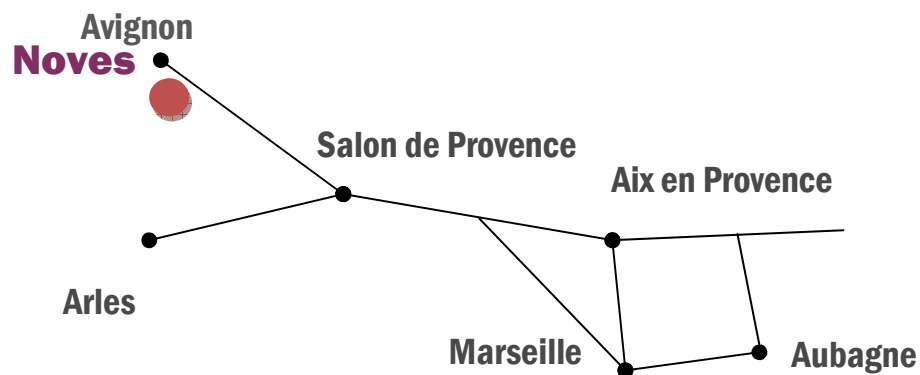 Avignon
Noves
Salon de Provence
Aix en Provence
Arles
Marseille
Aubagne